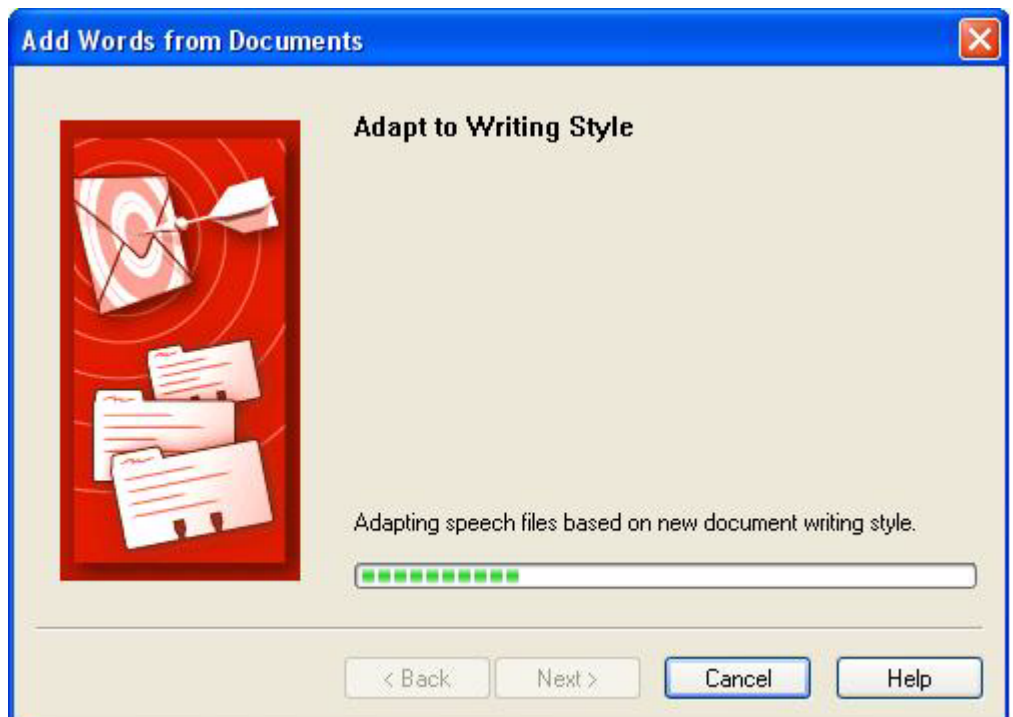 Add Words from Documents
Adapt to Writing Style
Adapting speech files based on new document writing style.
< Back Next > Cancel Help